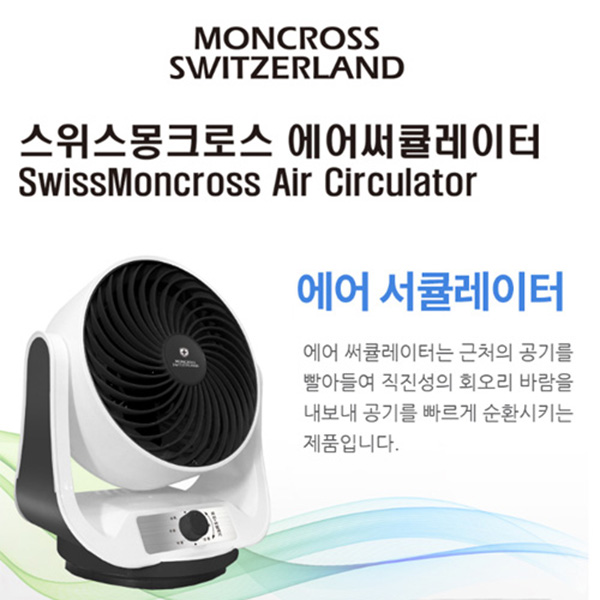 MONCROSS
SWITZERLAND
스위스몽크로스 에어써큘레이터
SwissMoncross Air Circulator
에어 서큘레이터
에어 써큘레이터는 근처의 공기를
빨아들여 직진성의 회오리 바람을
내보내 공기를 빠르게 순환시키는
제품입니다.
MONCROSS
SWITZERLAND